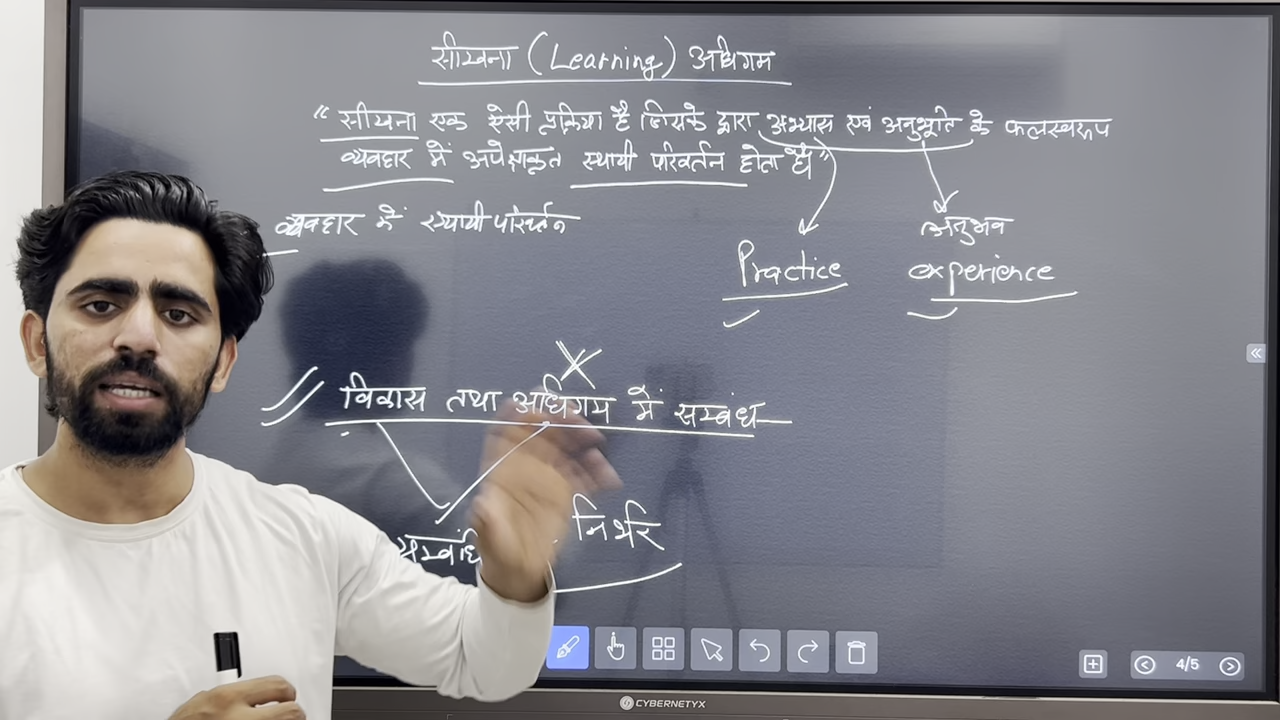 सीखना (Learning) अधिगम
“सीखना एक ऐसी प्रक्रिया है जिसके द्वारा अभ्यास एवं अनुभूति के फलस्वरूप
व्यवहार में अपेक्षाकृत स्थायी परिवर्तन होता है”
व्यवहार में स्थायी परिवर्तन
अनुभव
Practice experience
विकास तथा अधिगम में सम्बंध
निर्भर
4/5
CYBERNETYX